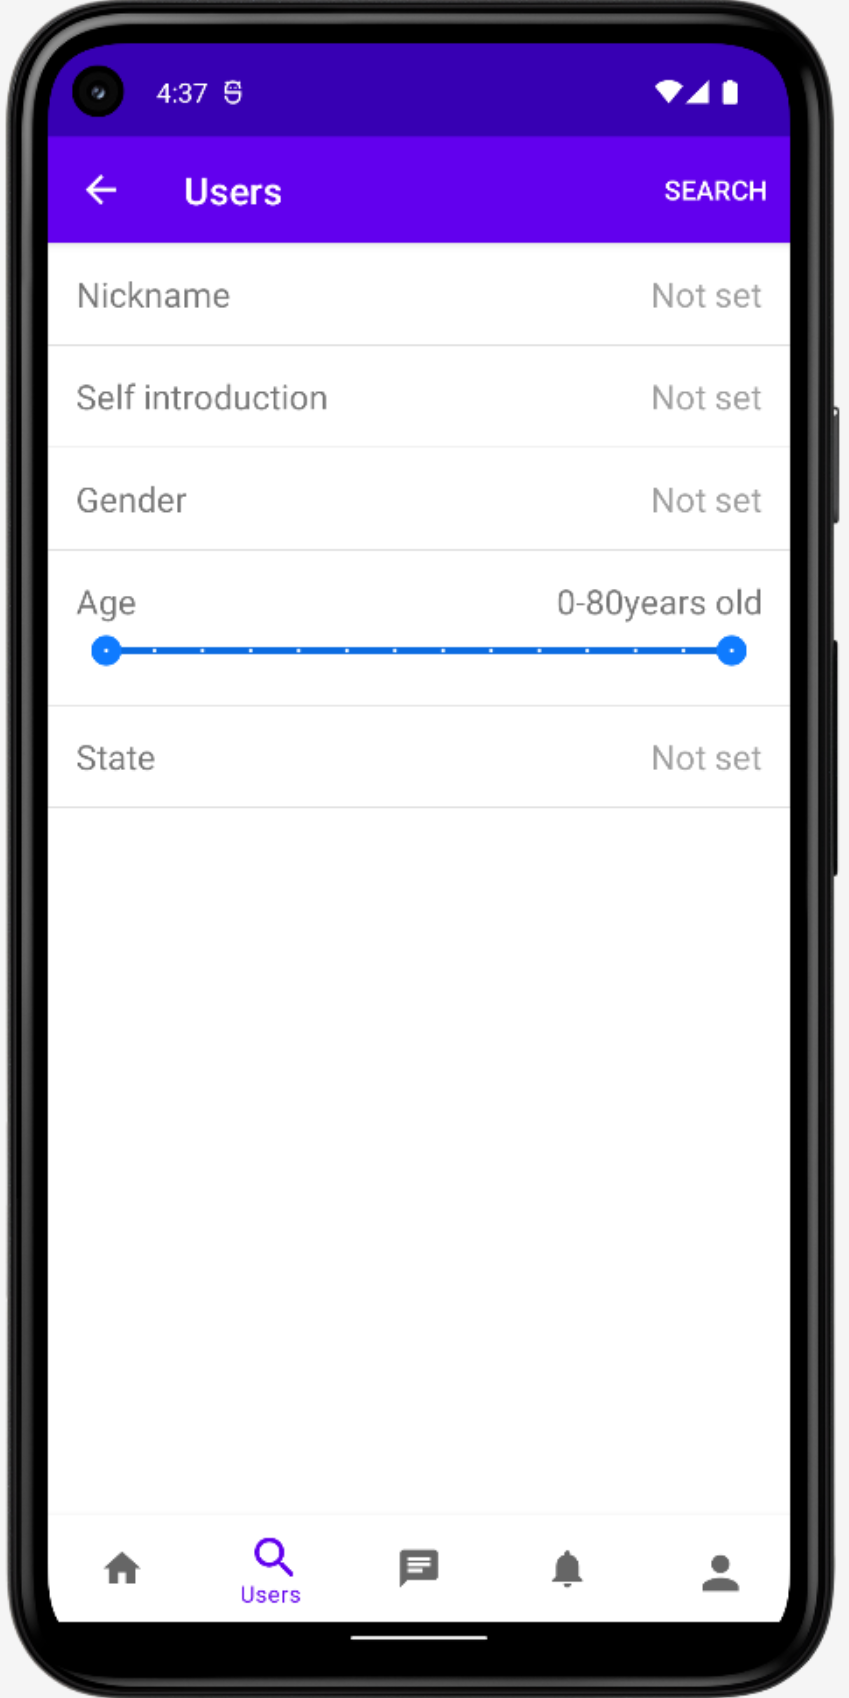 4:37
Users SEARCH
Nickname Not set
Self introduction Not set
Gender Not set
Age 0-80years old
State Not set
Users